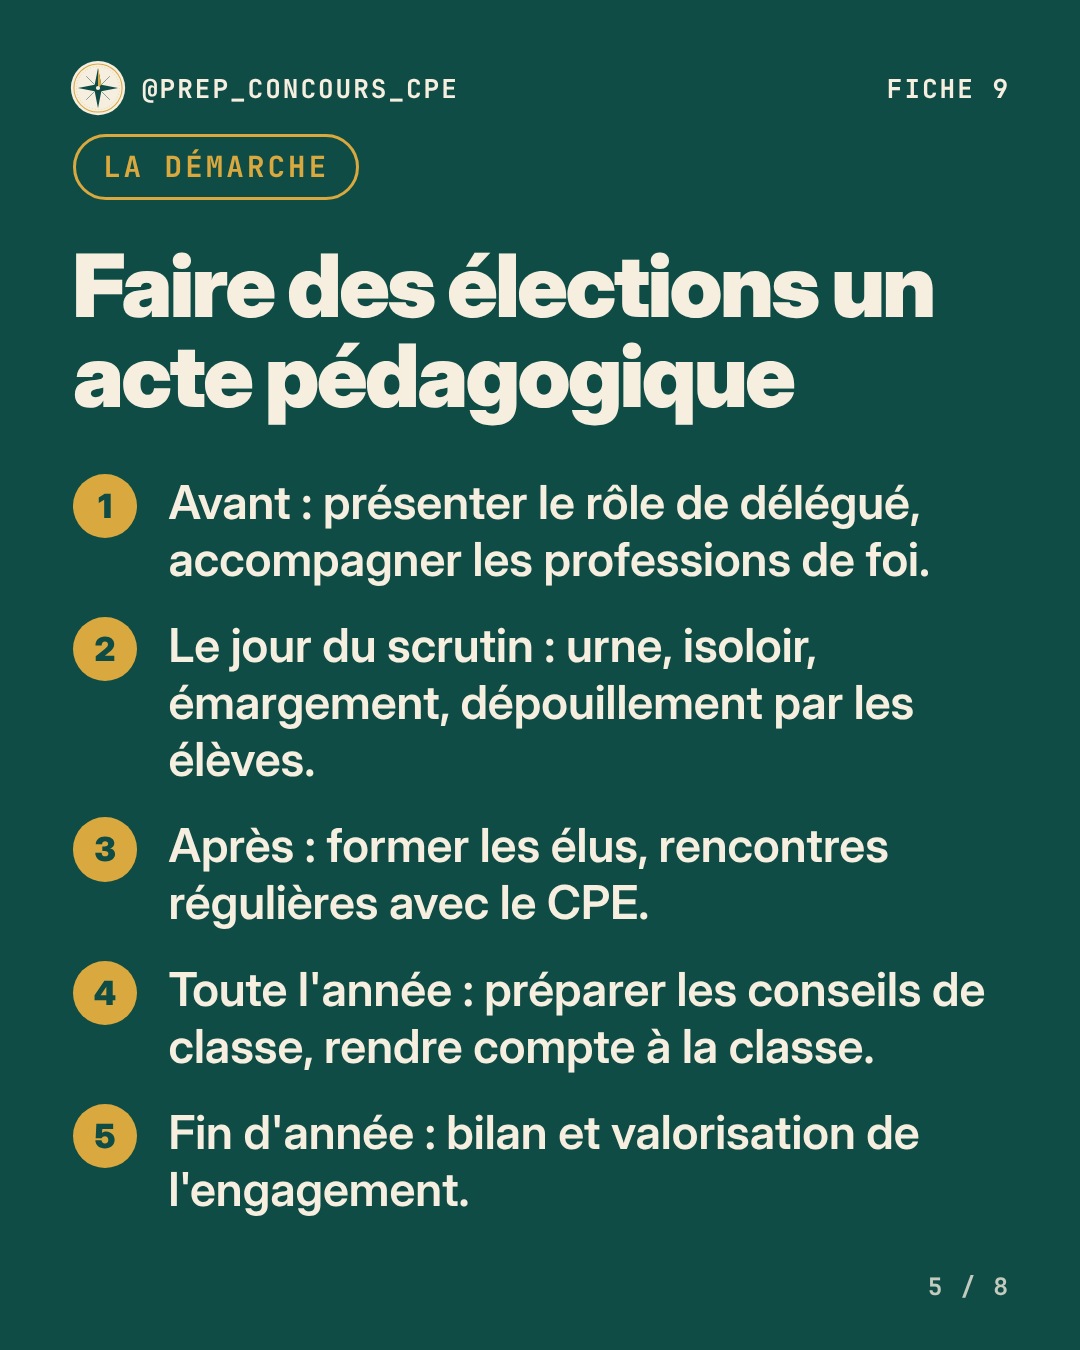 @PREP_CONCOURS_CPE
FICHE 9
LA DÉMARCHE
Faire des élections un
acte pédagogique
1 Avant : présenter le rôle de délégué,
accompagner les professions de foi.
2 Le jour du scrutin : urne, isoloir,
émargement, dépouillement par les
élèves.
3 Après : former les élus, rencontres
régulières avec le CPE.
4 Toute l'année : préparer les conseils de
classe, rendre compte à la classe.
5 Fin d'année : bilan et valorisation de
l'engagement.
5 / 8